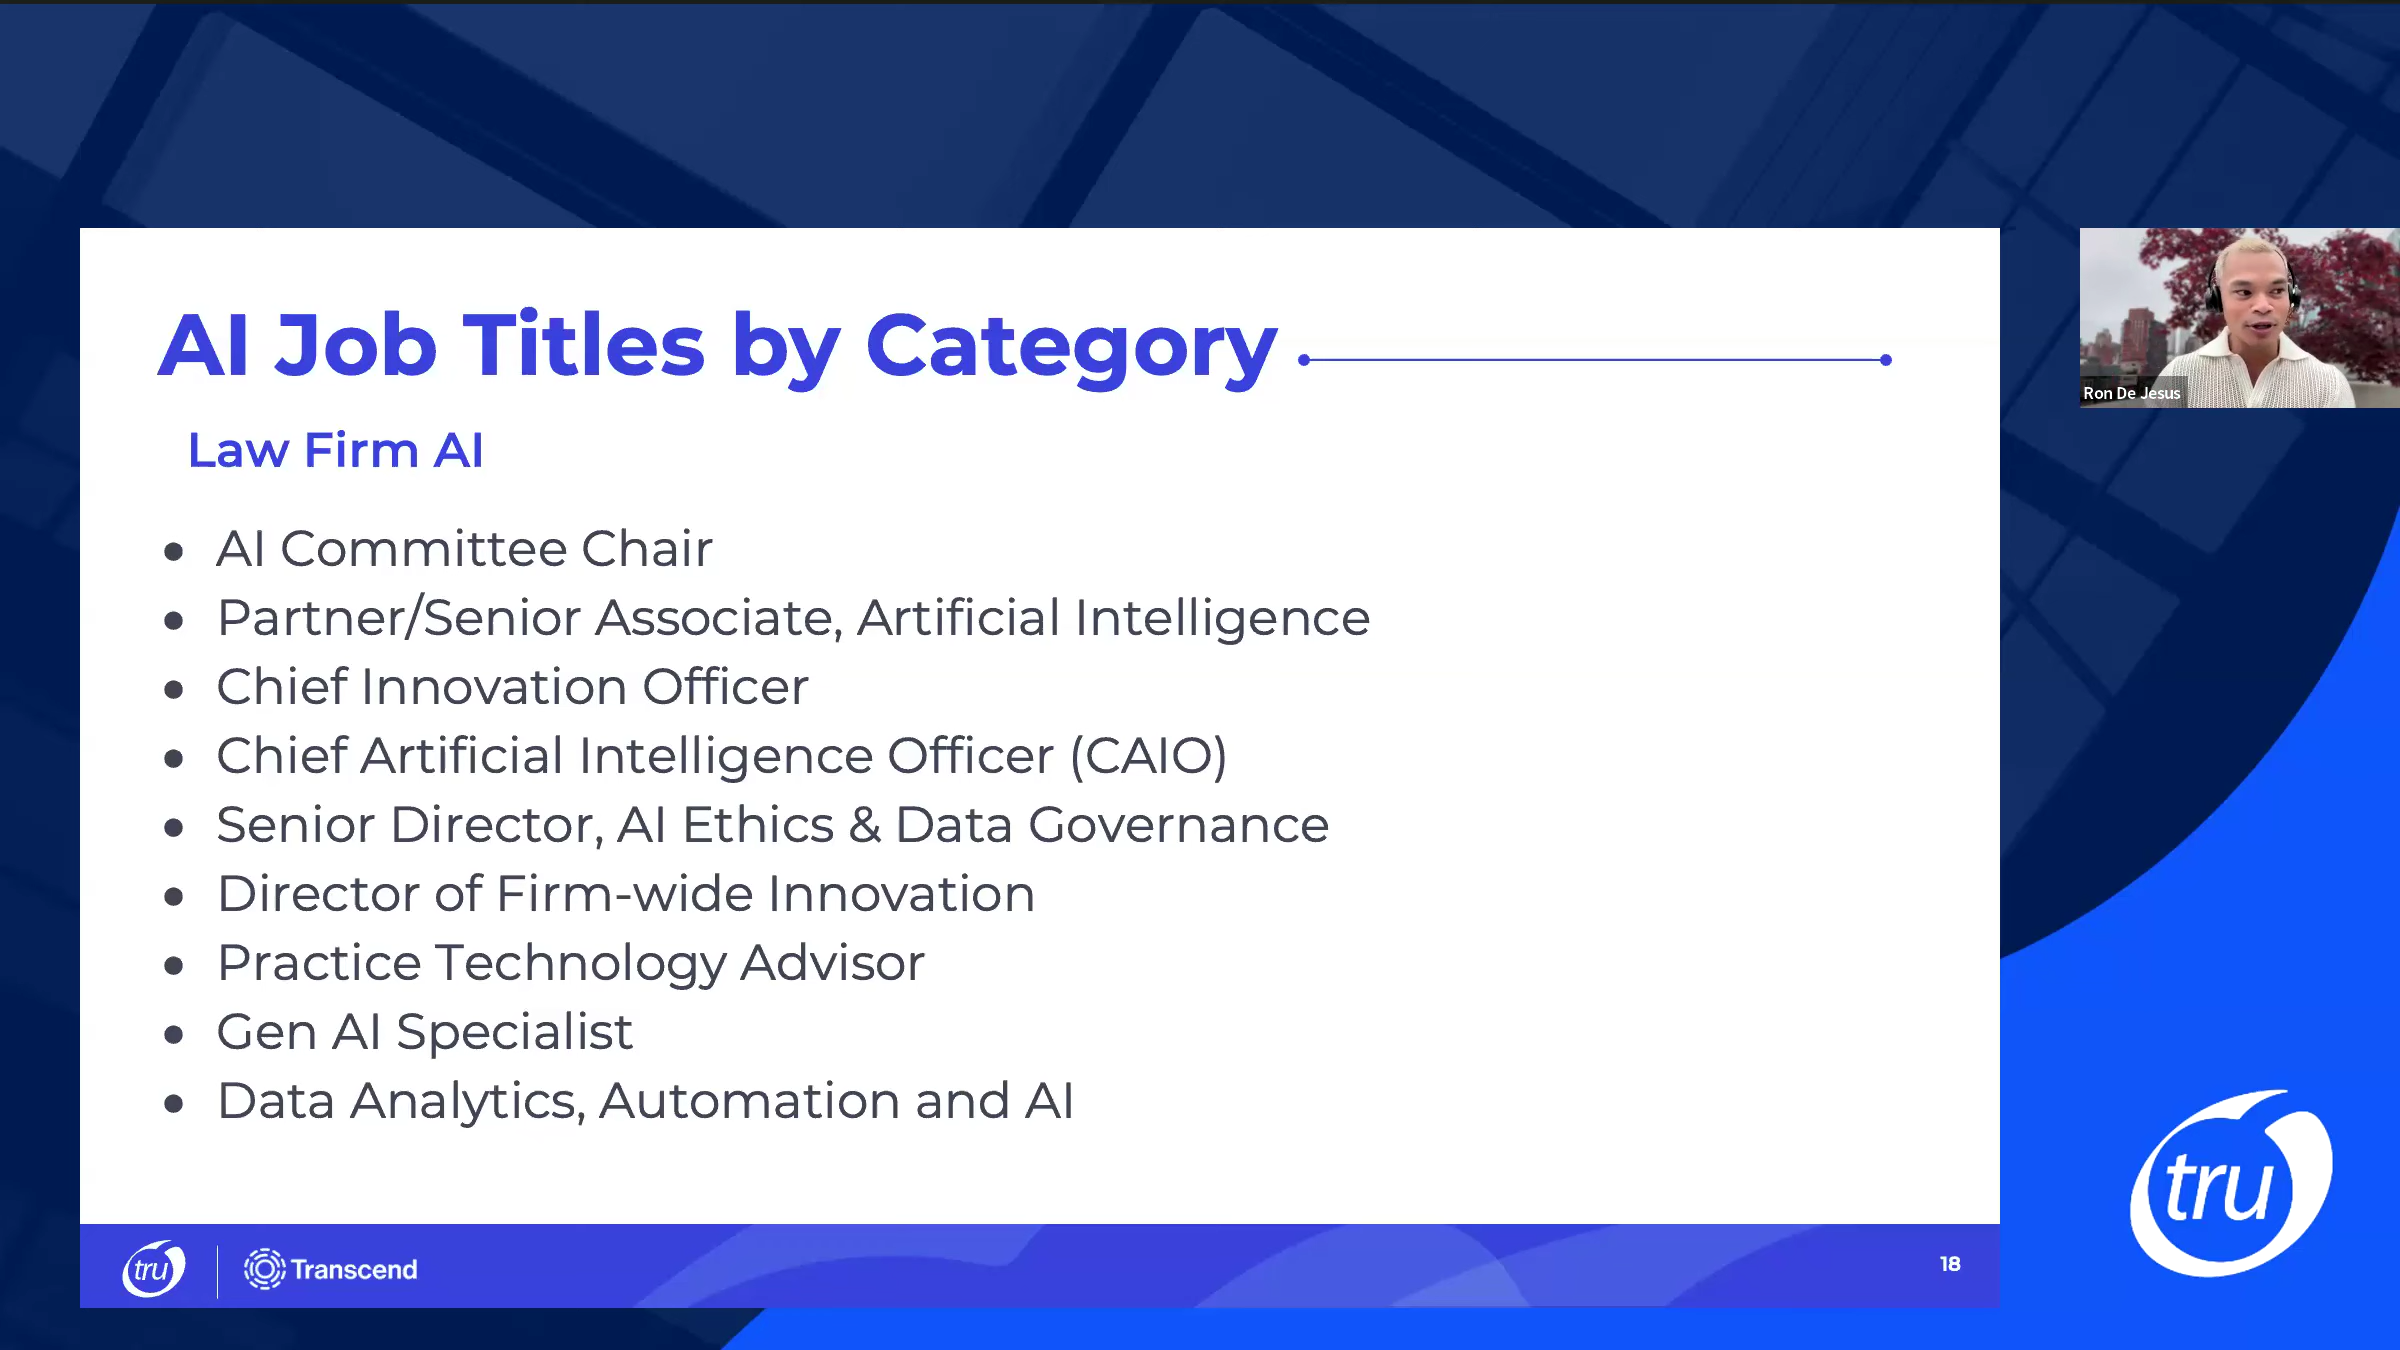 AI Job Titles by Category
Law Firm AI
● AI Committee Chair
● Partner/Senior Associate, Artificial Intelligence
● Chief Innovation Officer
● Chief Artificial Intelligence Officer (CAIO)
● Senior Director, AI Ethics & Data Governance
● Director of Firm-wide Innovation
● Practice Technology Advisor
● Gen AI Specialist
● Data Analytics, Automation and AI
tru
Transcend
18
Ron De Jesus
tru